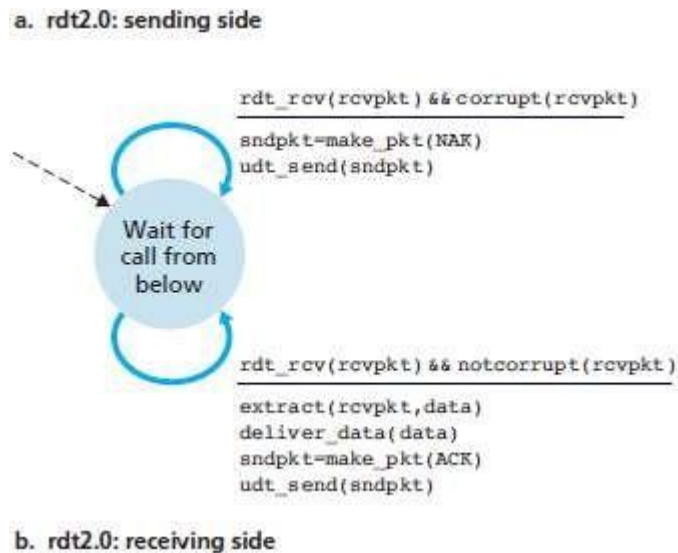 a. rdt2.0: sending side
rdt_rcv(rcvpkt) && corrupt(rcvpkt)
sndpkt=make_pkt(NAK)
udt_send(sndpkt)
Wait for
call from
below
rdt_rcv(rcvpkt) && notcorrupt(rcvpkt)
extract(rcvpkt,data)
deliver_data(data)
sndpkt=make_pkt(ACK)
udt_send(sndpkt)
b. rdt2.0: receiving side